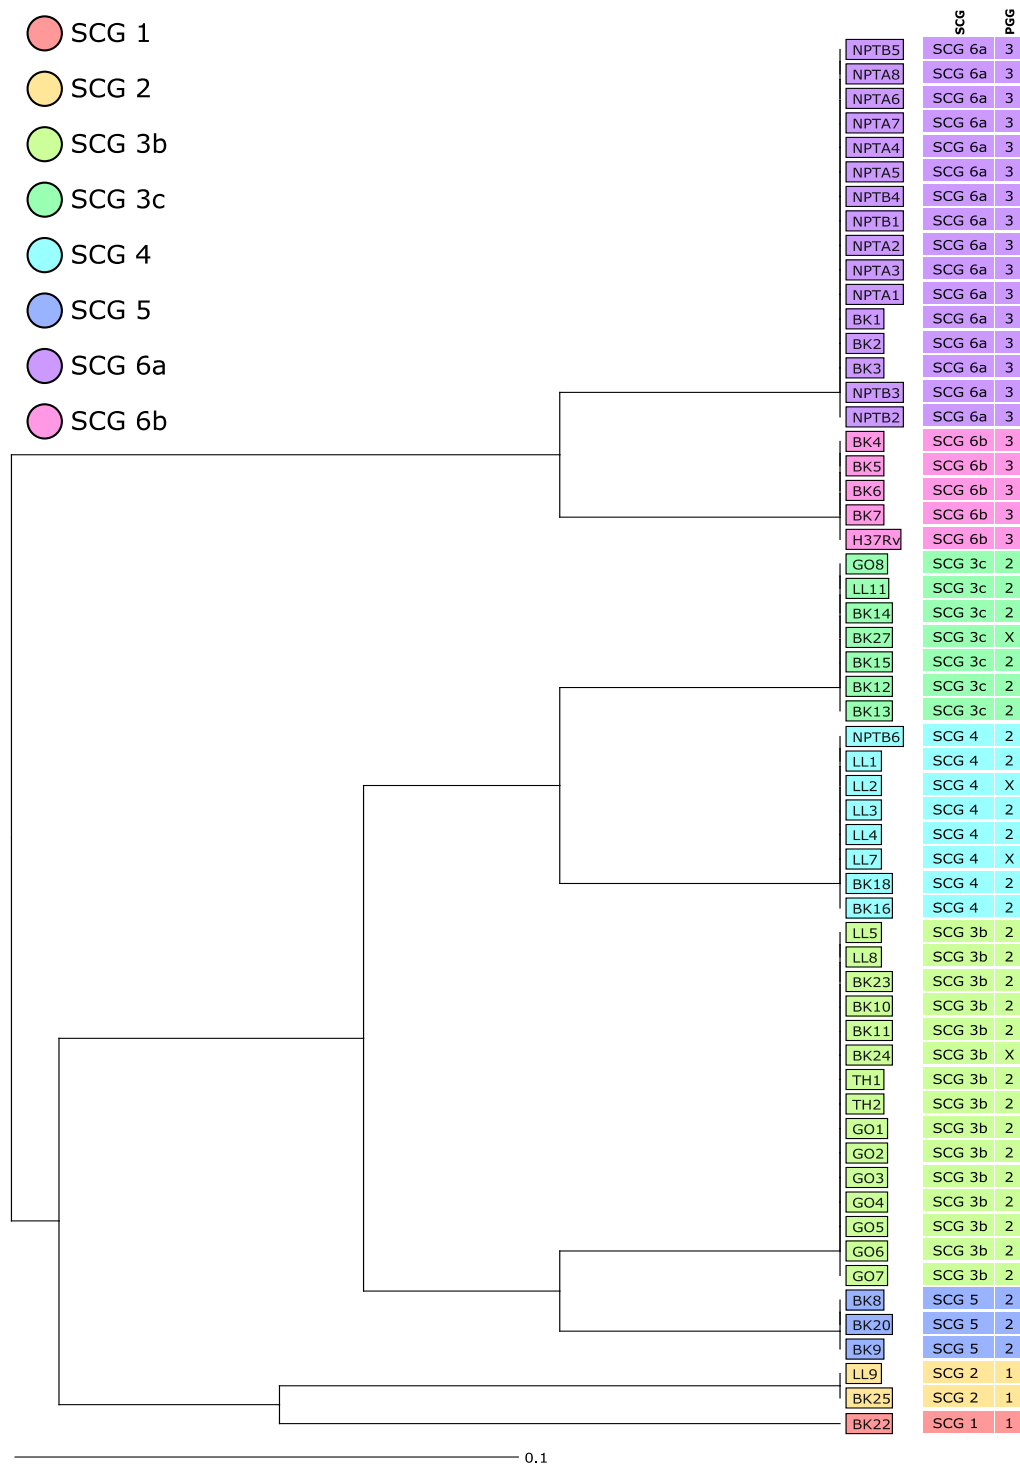 SCG 1
SCG 2
SCG 3b
SCG 3c
SCG 4
SCG 5
SCG 6a
SCG 6b
SCG PGG
NPTB5 SCG 6a 3
NPTA8 SCG 6a 3
NPTA6 SCG 6a 3
NPTA7 SCG 6a 3
NPTA4 SCG 6a 3
NPTA5 SCG 6a 3
NPTB4 SCG 6a 3
NPTB1 SCG 6a 3
NPTA2 SCG 6a 3
NPTA3 SCG 6a 3
NPTA1 SCG 6a 3
BK1 SCG 6a 3
BK2 SCG 6a 3
BK3 SCG 6a 3
NPTB3 SCG 6a 3
NPTB2 SCG 6a 3
BK4 SCG 6b 3
BK5 SCG 6b 3
BK6 SCG 6b 3
BK7 SCG 6b 3
H37Rv SCG 6b 3
GO8 SCG 3c 2
LL11 SCG 3c 2
BK14 SCG 3c 2
BK27 SCG 3c X
BK15 SCG 3c 2
BK12 SCG 3c 2
BK13 SCG 3c 2
NPTB6 SCG 4 2
LL1 SCG 4 2
LL2 SCG 4 X
LL3 SCG 4 2
LL4 SCG 4 2
LL7 SCG 4 X
BK18 SCG 4 2
BK16 SCG 4 2
LL5 SCG 3b 2
LL8 SCG 3b 2
BK23 SCG 3b 2
BK10 SCG 3b 2
BK11 SCG 3b 2
BK24 SCG 3b X
TH1 SCG 3b 2
TH2 SCG 3b 2
GO1 SCG 3b 2
GO2 SCG 3b 2
GO3 SCG 3b 2
GO4 SCG 3b 2
GO5 SCG 3b 2
GO6 SCG 3b 2
GO7 SCG 3b 2
BK8 SCG 5 2
BK20 SCG 5 2
BK9 SCG 5 2
LL9 SCG 2 1
BK25 SCG 2 1
BK22 SCG 1 1
0.1